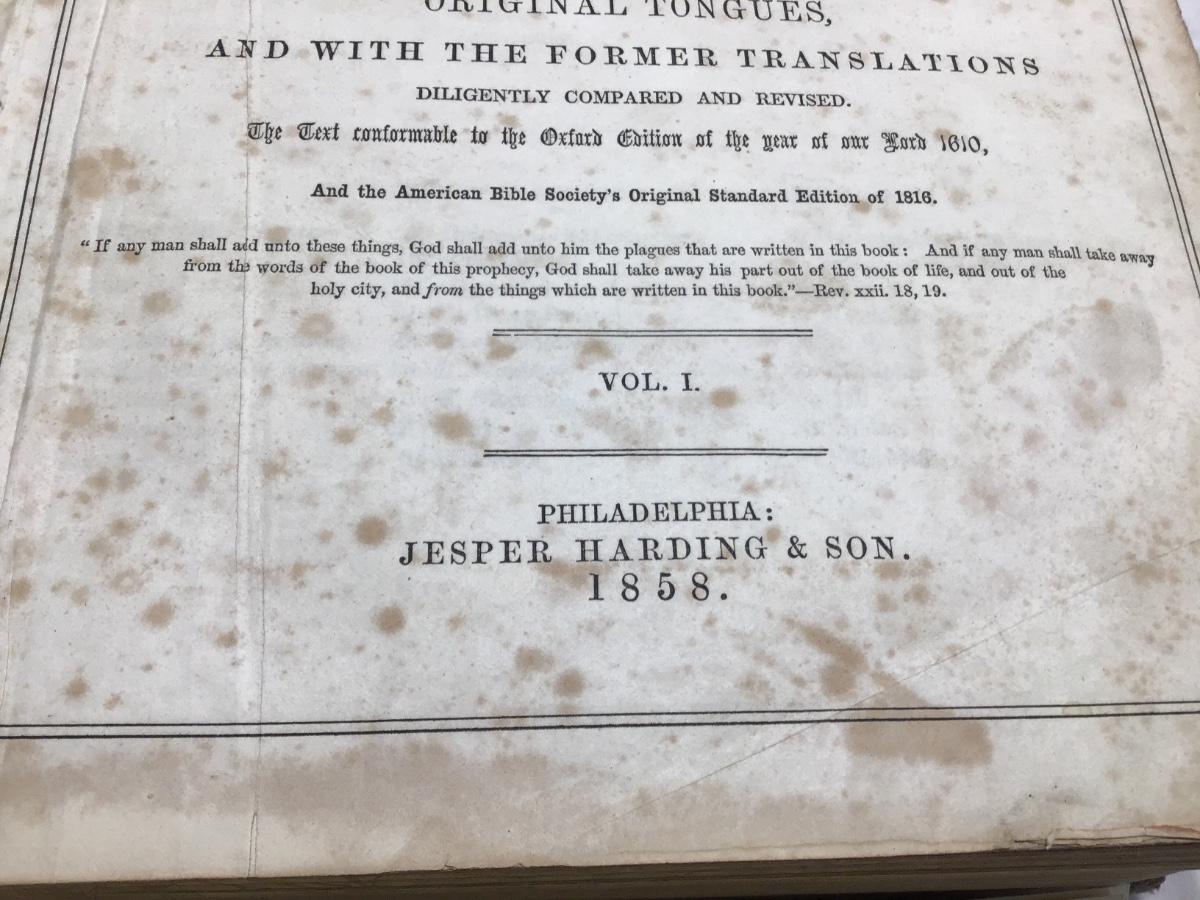 ORIGINAL TONGUES,
AND WITH THE FORMER TRANSLATIONS
DILIGENTLY COMPARED AND REVISED.
The Text conformable to the Oxford Edition of the year of our Lord 1610,
And the American Bible Society's Original Standard Edition of 1816.
"If any man shall add unto these things, God shall add unto him the plagues that are written in this book: And if any man shall take away
from the words of the book of this prophecy, God shall take away his part out of the book of life, and out of the
holy city, and from the things which are written in this book."—Rev. xxii. 18, 19.
VOL. I.
PHILADELPHIA:
JESPER HARDING & SON.
1858.